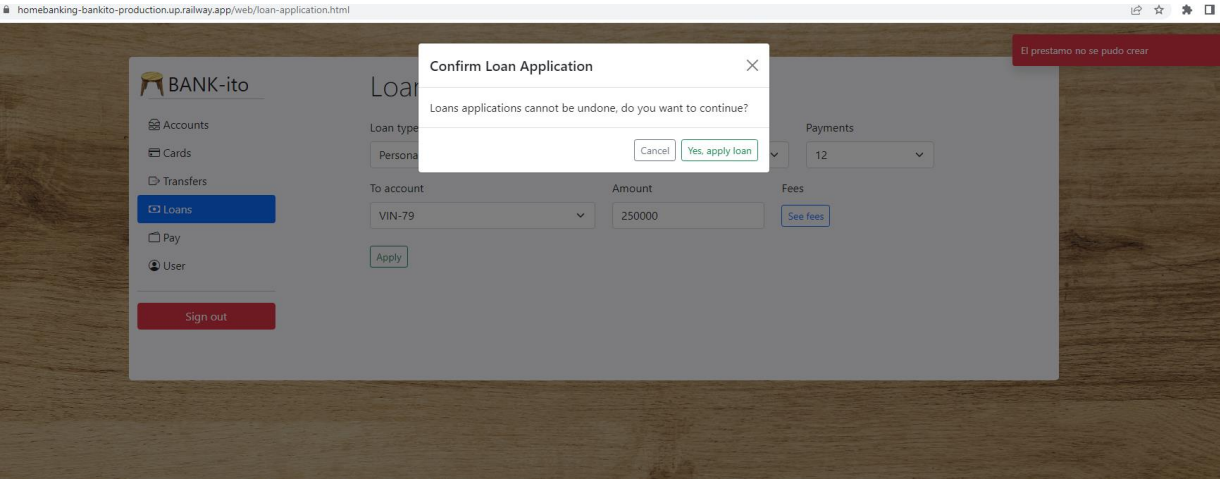 homebanking-bankito-production.up.railway.app/web/loan-application.html
El prestamo no se pudo crear
Confirm Loan Application
Loans applications cannot be undone, do you want to continue?
Cancel
Yes, apply loan
BANK-ito
Accounts
Cards
Transfers
Loans
Pay
User
Sign out
Loan
Loan type
Payments
Persona
12
To account
Amount
Fees
VIN-79
250000
See fees
Apply